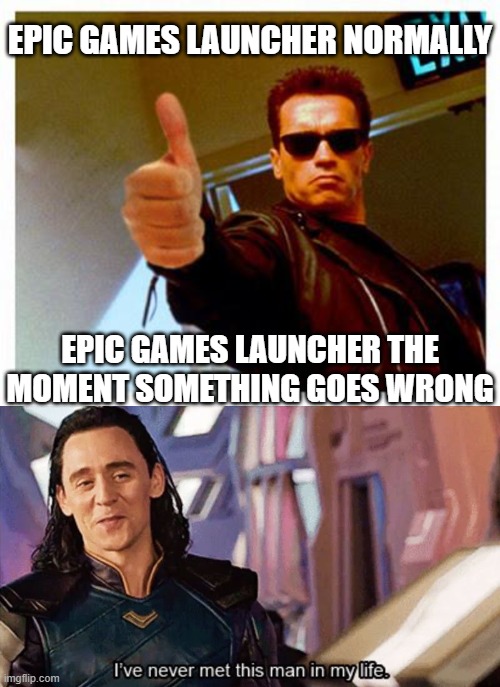 EPIC GAMES LAUNCHER NORMALLY
EXIT
EPIC GAMES LAUNCHER THE
MOMENT SOMETHING GOES WRONG
I've never met this man in my life.
imgflip.com